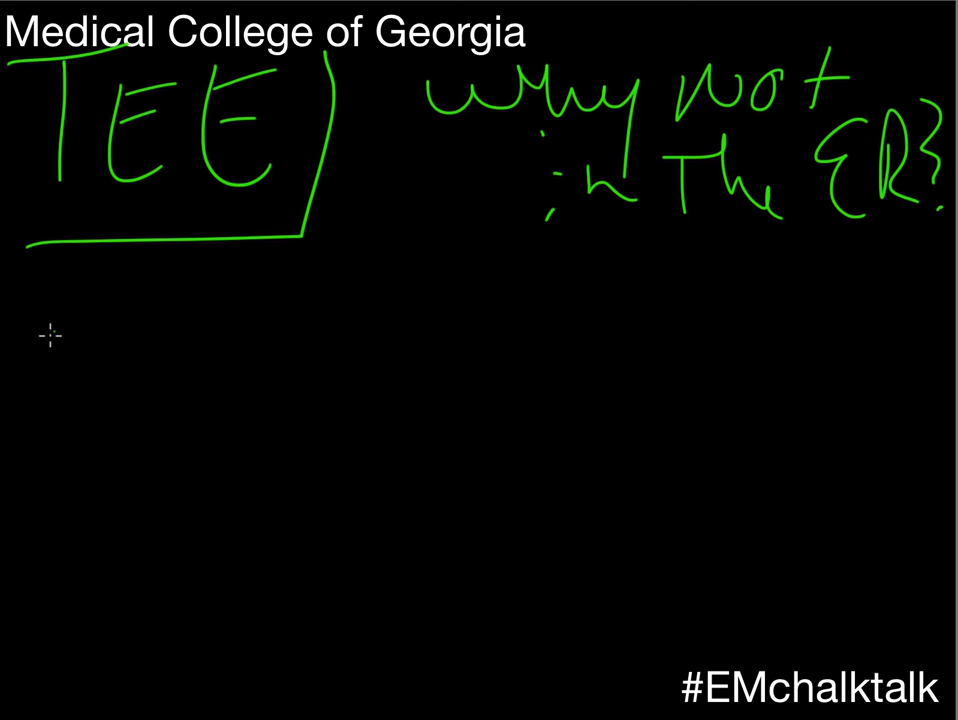 Medical College of Georgia
TEE
Why Not
in The ER?
#EMchalktalk